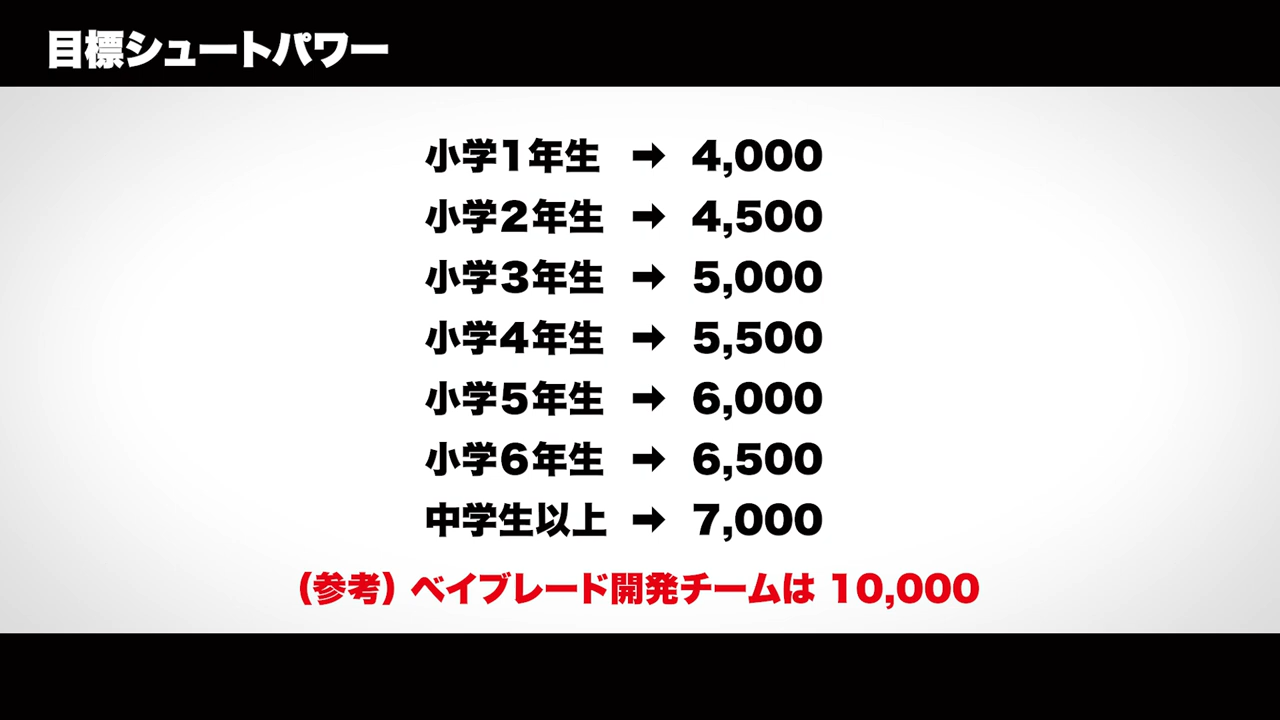 目標シュートパワー
小学1年生 ➡ 4,000
小学2年生 ➡ 4,500
小学3年生 ➡ 5,000
小学4年生 ➡ 5,500
小学5年生 ➡ 6,000
小学6年生 ➡ 6,500
中学生以上 ➡ 7,000
（参考）ベイブレード開発チームは 10,000